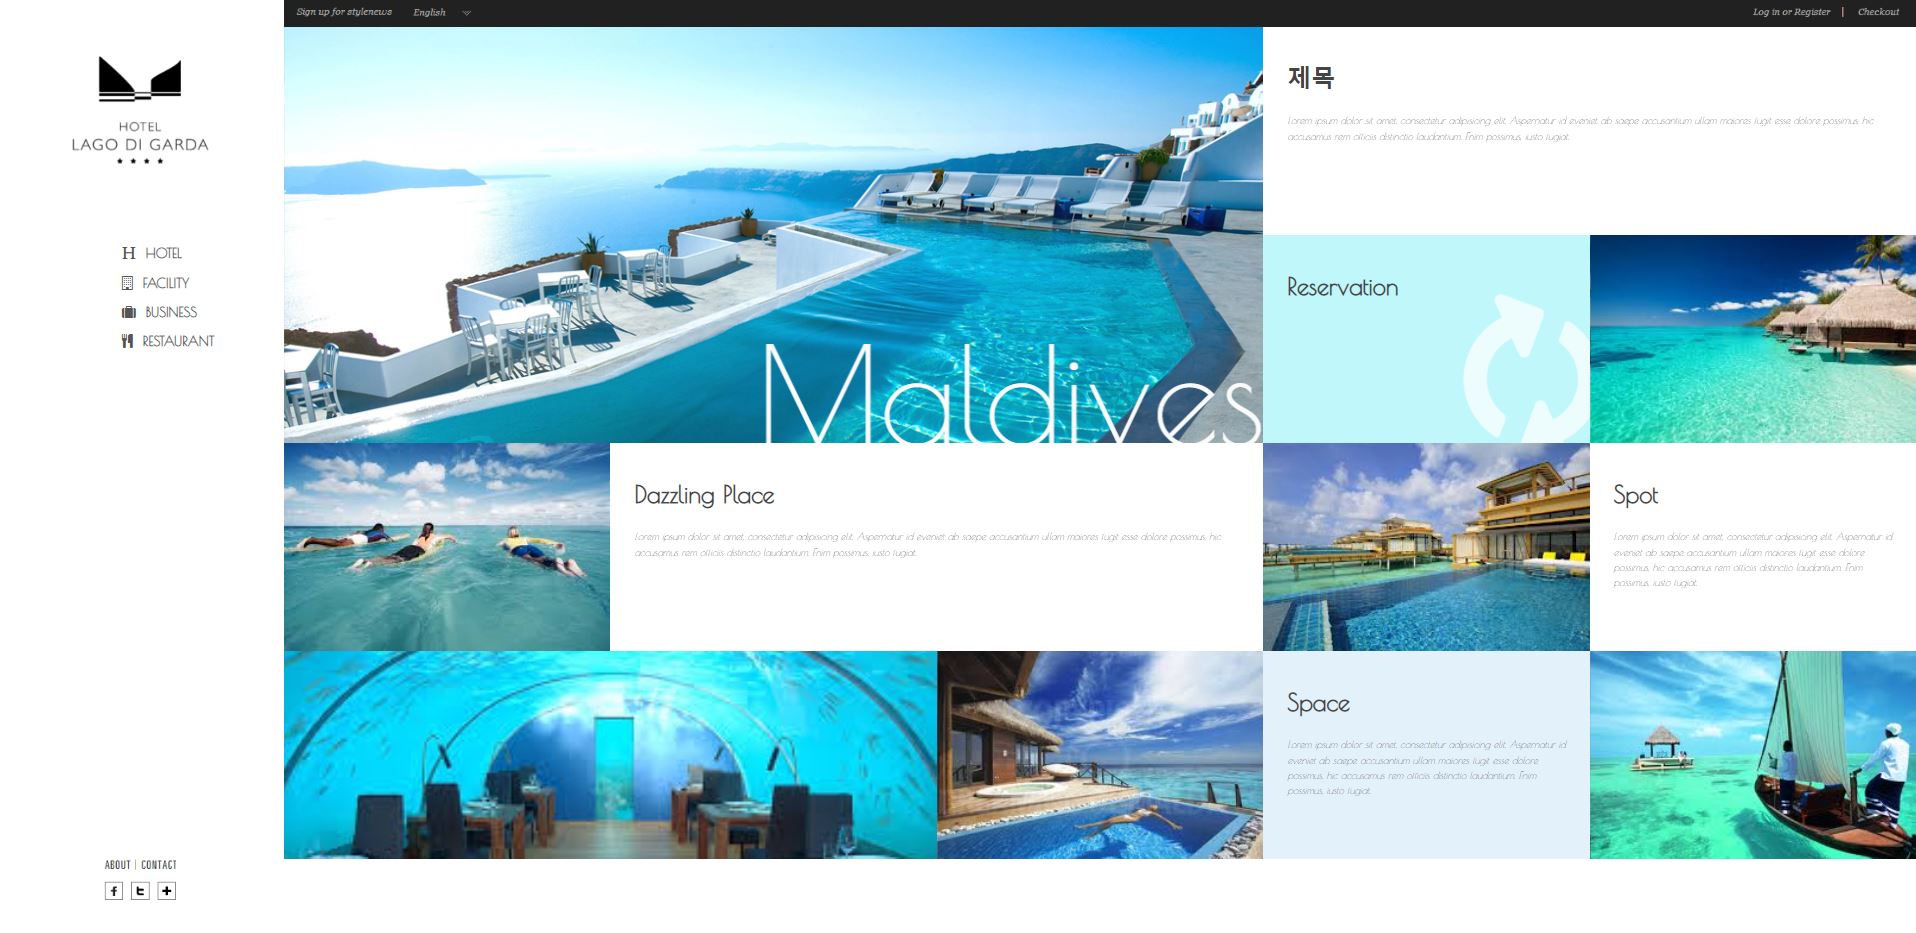 Sign up for stylenews
English
Log in or Register | Checkout
HOTEL
LAGO DI GARDA
H HOTEL
FACILITY
BUSINESS
RESTAURANT
Maldives
제목
Lorem ipsum dolor sit amet, consectetur adipisicing elit. Aspernatur id eveniet ab saepe accusantium ullam maiores fugit esse dolore possimus, hic
accusamus rem officiis distinctio laudantium. Enim possimus, iusto fugiat.
Reservation
Dazzling Place
Lorem ipsum dolor sit amet, consectetur adipisicing elit. Aspernatur id eveniet ab saepe accusantium ullam maiores fugit esse dolore possimus, hic
accusamus rem officiis distinctio laudantium. Enim possimus, iusto fugiat.
Spot
Lorem ipsum dolor sit amet, consectetur adipisicing elit. Aspernatur id
eveniet ab saepe accusantium ullam maiores fugit esse dolore
possimus, hic accusamus rem officiis distinctio laudantium. Enim
possimus, iusto fugiat.
Space
Lorem ipsum dolor sit amet, consectetur adipisicing elit. Aspernatur id
eveniet ab saepe accusantium ullam maiores fugit esse dolore
possimus, hic accusamus rem officiis distinctio laudantium. Enim
possimus, iusto fugiat.
ABOUT | CONTACT